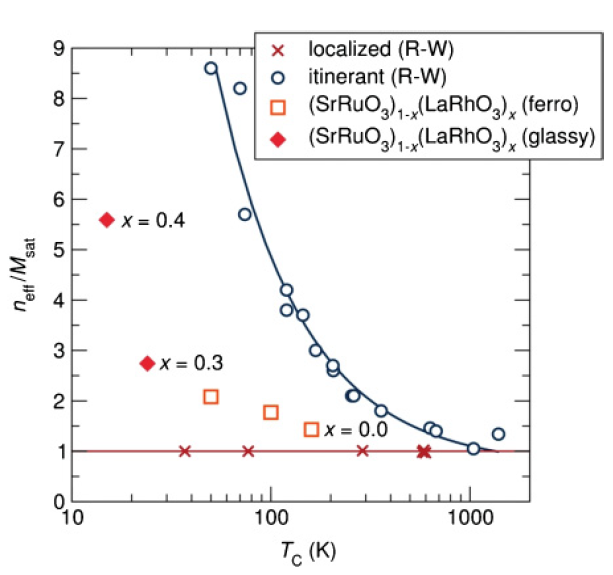 localized (R-W)
itinerant (R-W)
(SrRuO₃)₁₋ₓ(LaRhO₃)ₓ (ferro)
(SrRuO₃)₁₋ₓ(LaRhO₃)ₓ (glassy)
9
8
7
6
5
4
3
2
1
0
n_eff/M_sat
x = 0.4
x = 0.3
x = 0.0
10
100
1000
T_C (K)